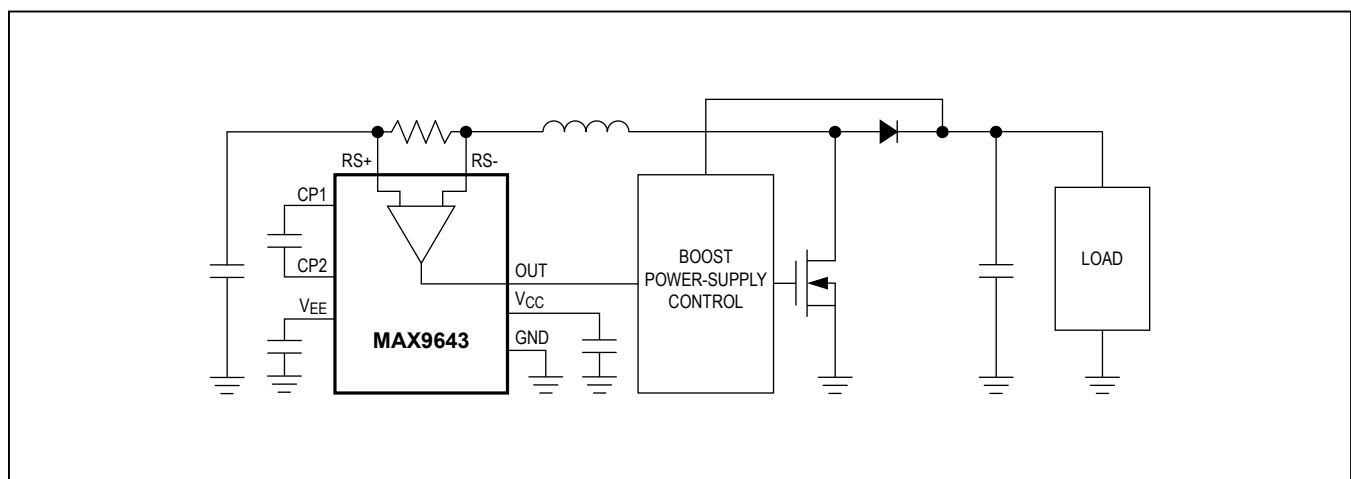 RS+
RS-
CP1
CP2
VEE
MAX9643
OUT
VCC
GND
BOOST
POWER-SUPPLY
CONTROL
LOAD